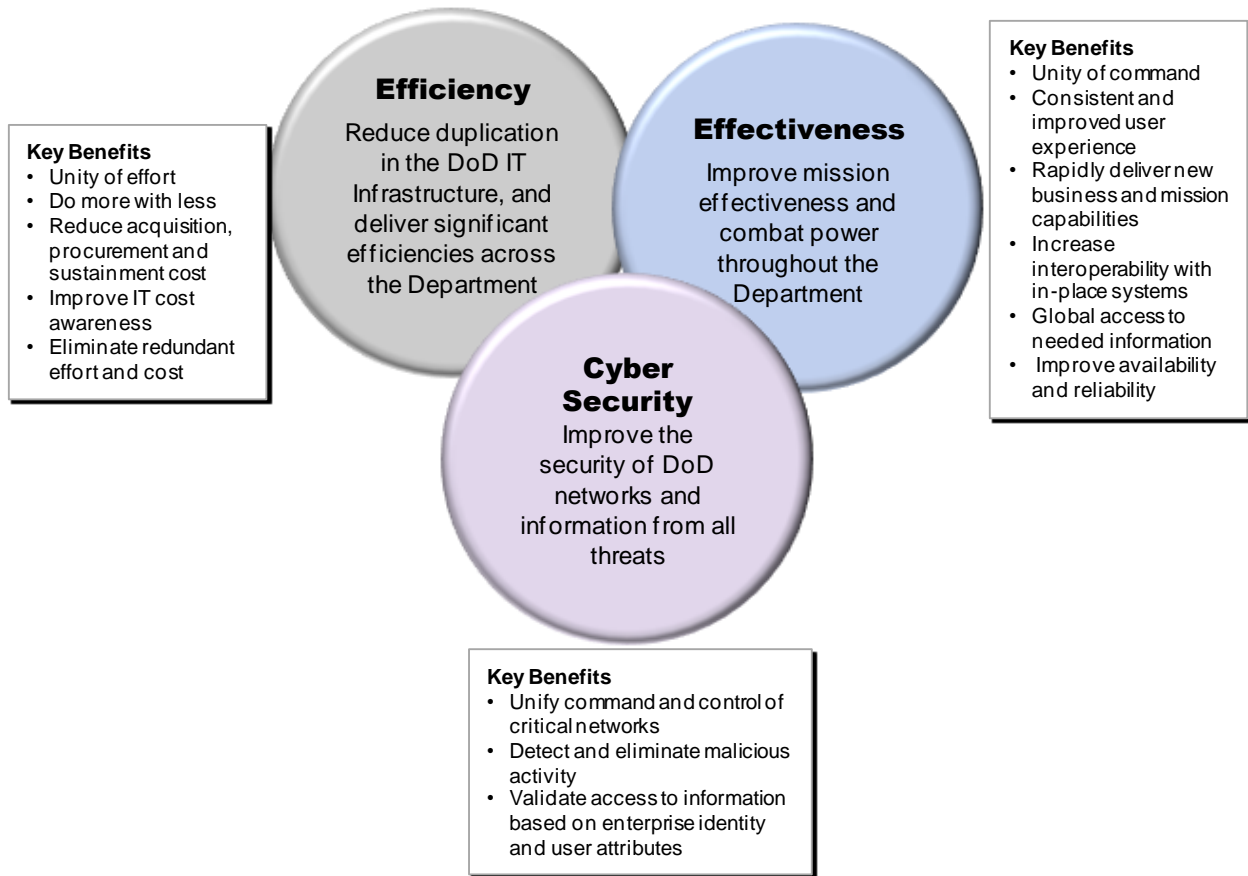 Efficiency
Reduce duplication
in the DoD IT
Infrastructure, and
deliver significant
efficiencies across
the Department
Effectiveness
Improve mission
effectiveness and
combat power
throughout the
Department
Cyber
Security
Improve the
security of DoD
networks and
information from all
threats
Key Benefits
• Unity of effort
• Do more with less
• Reduce acquisition,
procurement and
sustainment cost
• Improve IT cost
awareness
• Eliminate redundant
effort and cost
Key Benefits
• Unity of command
• Consistent and
improved user
experience
• Rapidly deliver new
business and mission
capabilities
• Increase
interoperability with
in-place systems
• Global access to
needed information
• Improve availability
and reliability
Key Benefits
• Unify command and control of
critical networks
• Detect and eliminate malicious
activity
• Validate access to information
based on enterprise identity
and user attributes